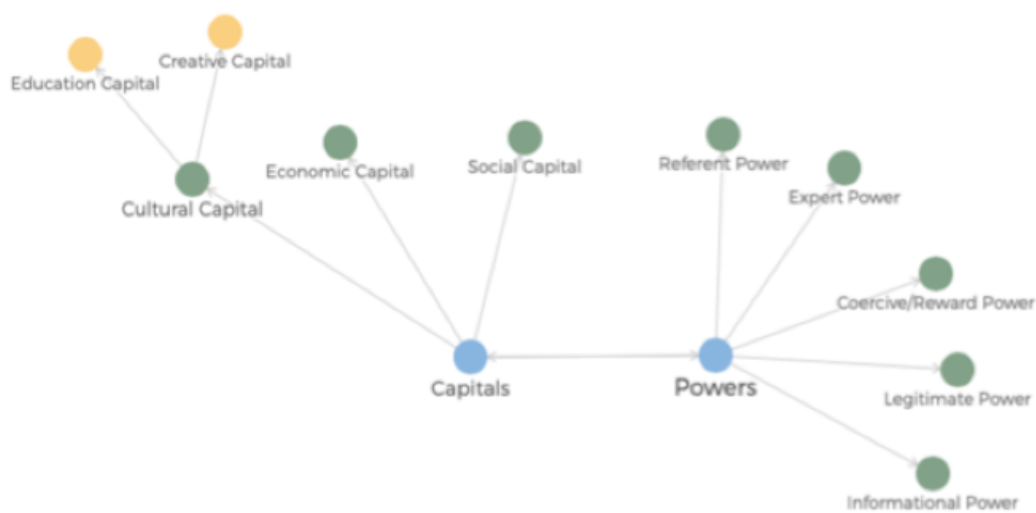 Creative Capital
Education Capital
Economic Capital
Social Capital
Referent Power
Expert Power
Cultural Capital
Coercive/Reward Power
Capitals
Powers
Legitimate Power
Informational Power